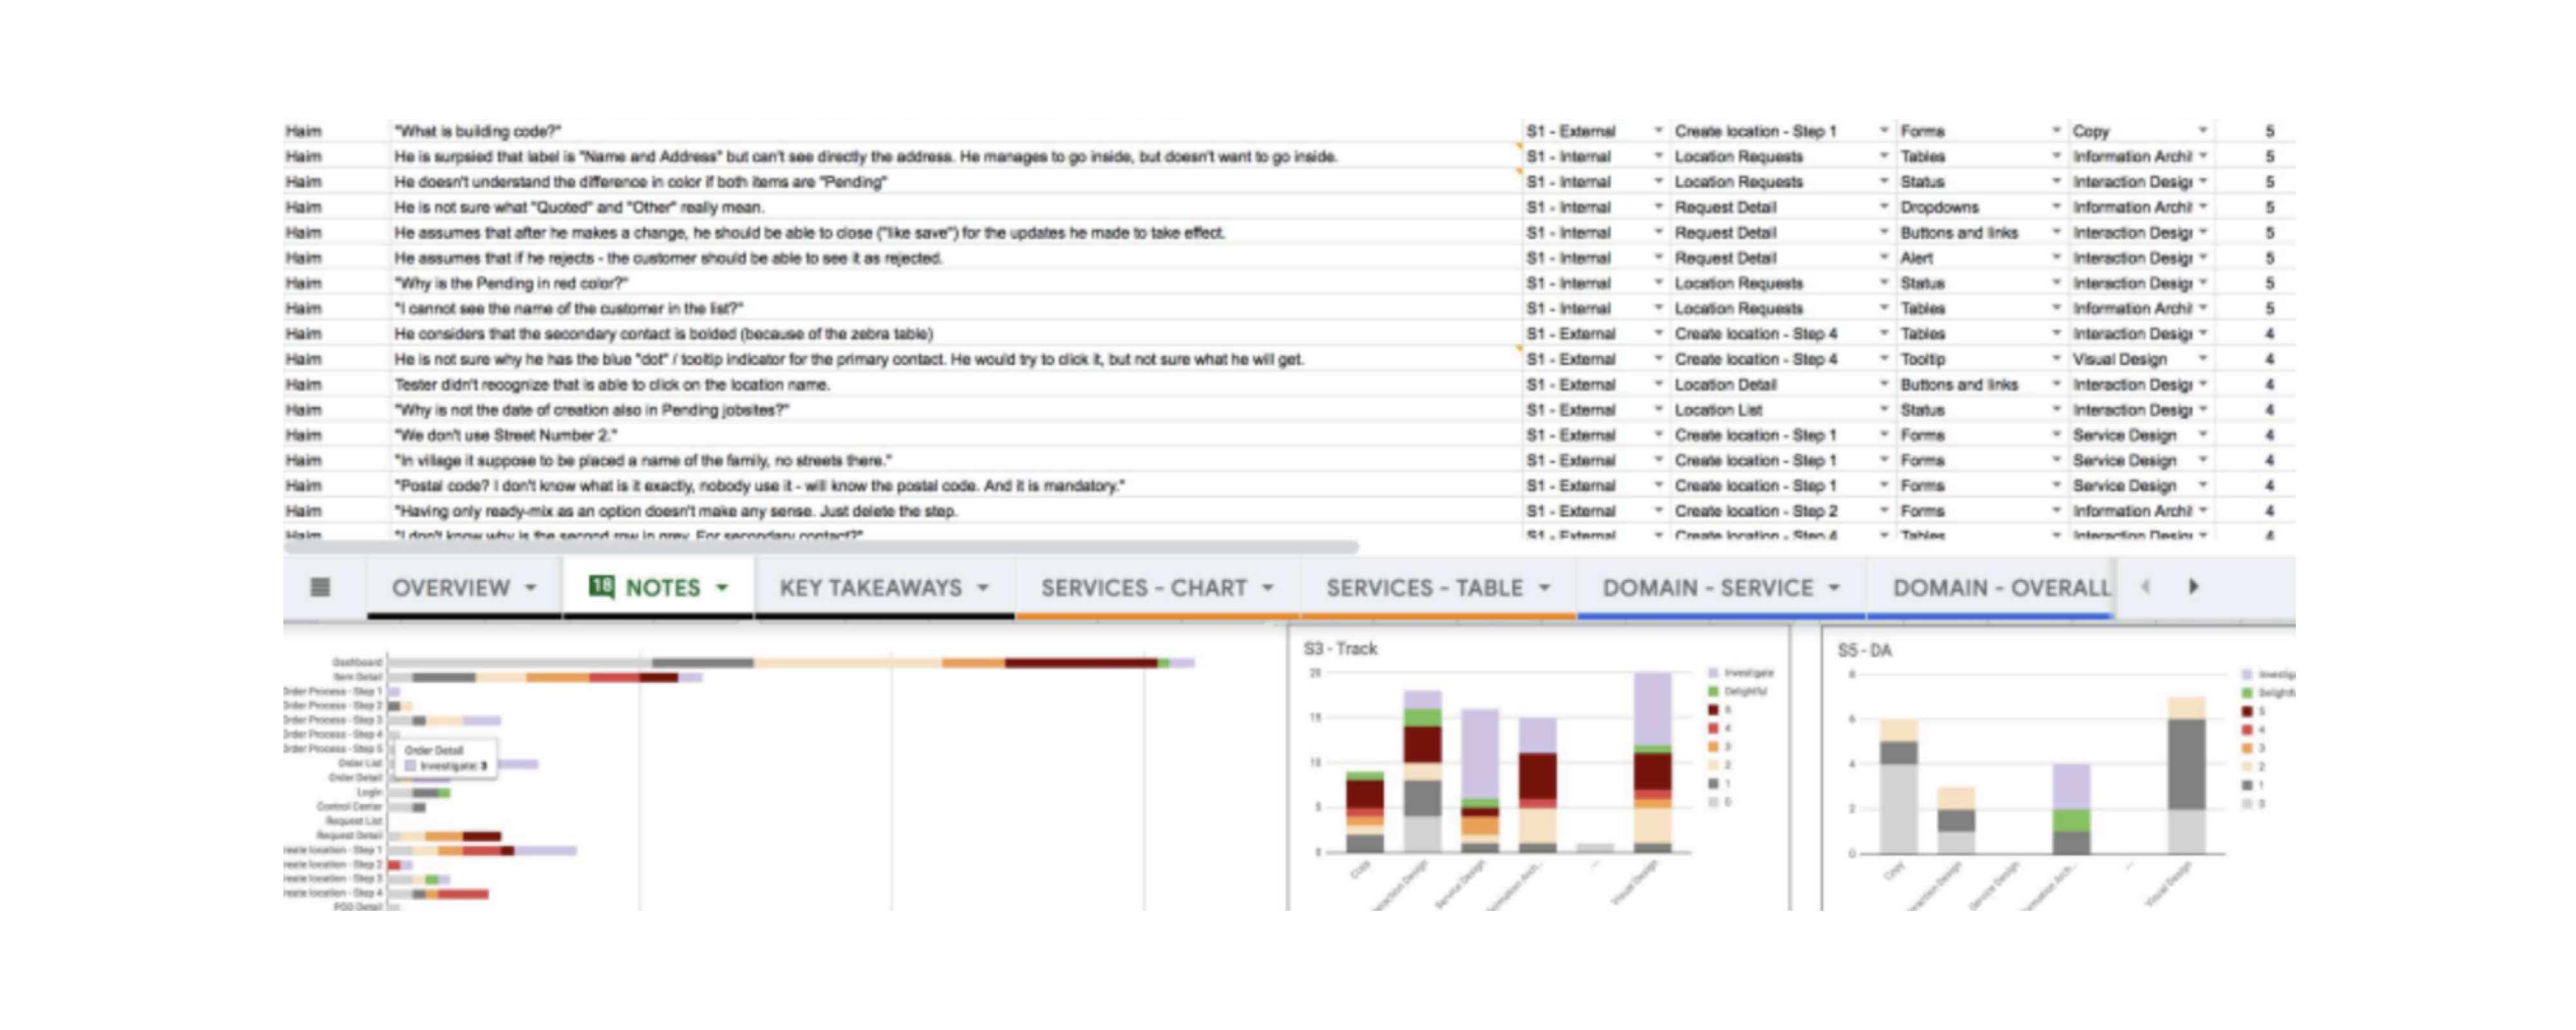 Haim "What is building code?" S1 - External Create location - Step 1 Forms Copy 5
Haim He is surpsied that label is "Name and Address" but can't see directly the address. He manages to go inside, but doesn't want to go inside. S1 - Internal Location Requests Tables Information Archit 5
Haim He doesn't understand the difference in color if both items are "Pending" S1 - Internal Location Requests Status Interaction Desigr 5
Haim He is not sure what "Quoted" and "Other" really mean. S1 - Internal Request Detail Dropdowns Information Archit 5
Haim He assumes that after he makes a change, he should be able to close ("like save") for the updates he made to take effect. S1 - Internal Request Detail Buttons and links Interaction Desigr 5
Haim He assumes that if he rejects - the customer should be able to see it as rejected. S1 - Internal Request Detail Alert Interaction Desigr 5
Haim "Why is the Pending in red color?" S1 - Internal Location Requests Status Interaction Desigr 5
Haim "I cannot see the name of the customer in the list?" S1 - Internal Location Requests Tables Information Archit 5
Haim He considers that the secondary contact is bolded (because of the zebra table) S1 - External Create location - Step 4 Tables Interaction Desigr 4
Haim He is not sure why he has the blue "dot" / tooltip indicator for the primary contact. He would try to click it, but not sure what he will get. S1 - External Create location - Step 4 Tooltip Visual Design 4
Haim Tester didn't recognize that is able to click on the location name. S1 - External Location Detail Buttons and links Interaction Desigr 4
Haim "Why is not the date of creation also in Pending jobsites?" S1 - External Location List Status Interaction Desigr 4
Haim "We don't use Street Number 2." S1 - External Create location - Step 1 Forms Service Design 4
Haim "In village it suppose to be placed a name of the family, no streets there." S1 - External Create location - Step 1 Forms Service Design 4
Haim "Postal code? I don't know what is it exactly, nobody use it - will know the postal code. And it is mandatory." S1 - External Create location - Step 1 Forms Service Design 4
Haim "Having only ready-mix as an option doesn't make any sense. Just delete the step. S1 - External Create location - Step 2 Forms Information Archit 4
Haim "I don't know why is the second row in grey. For secondary contact?" S1 - External Create location - Step 4 Tables Interaction Desigr 4
OVERVIEW 18 NOTES KEY TAKEAWAYS SERVICES - CHART SERVICES - TABLE DOMAIN - SERVICE DOMAIN - OVERALL
Dashboard
Item Detail
Order Process - Step 1
Order Process - Step 2
Order Process - Step 3
Order Process - Step 4
Order Process - Step 5
Order List
Order Detail
Login
Control Center
Request List
Request Detail
reate location - Step 1
reate location - Step 2
reate location - Step 3
reate location - Step 4
POD Detail
Order Detail
Investigate: 3
S3 - Track
20
15
10
5
0
Copy
eraction Design
Service Design
ormation Arch...
...
Visual Design
Investigate
Delightful
5
4
3
2
1
0
S5 - DA
8
6
4
2
0
Copy
eraction Design
Service Design
rmation Arch...
...
Visual Design
Investig
Delightf
5
4
3
2
1
0